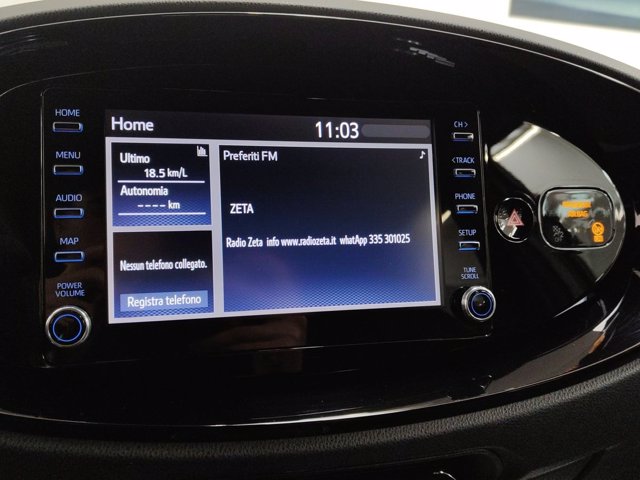 HOME
MENU
AUDIO
MAP
POWER
VOLUME
Home
11:03
Ultimo
18.5 km/L
Autonomia
---- km
Nessun telefono collegato.
Registra telefono
Preferiti FM
ZETA
Radio Zeta info www.radiozeta.it whatApp 335 301025
CH >
< TRACK
PHONE
SETUP
TUNE
SCROLL
AIRBAG